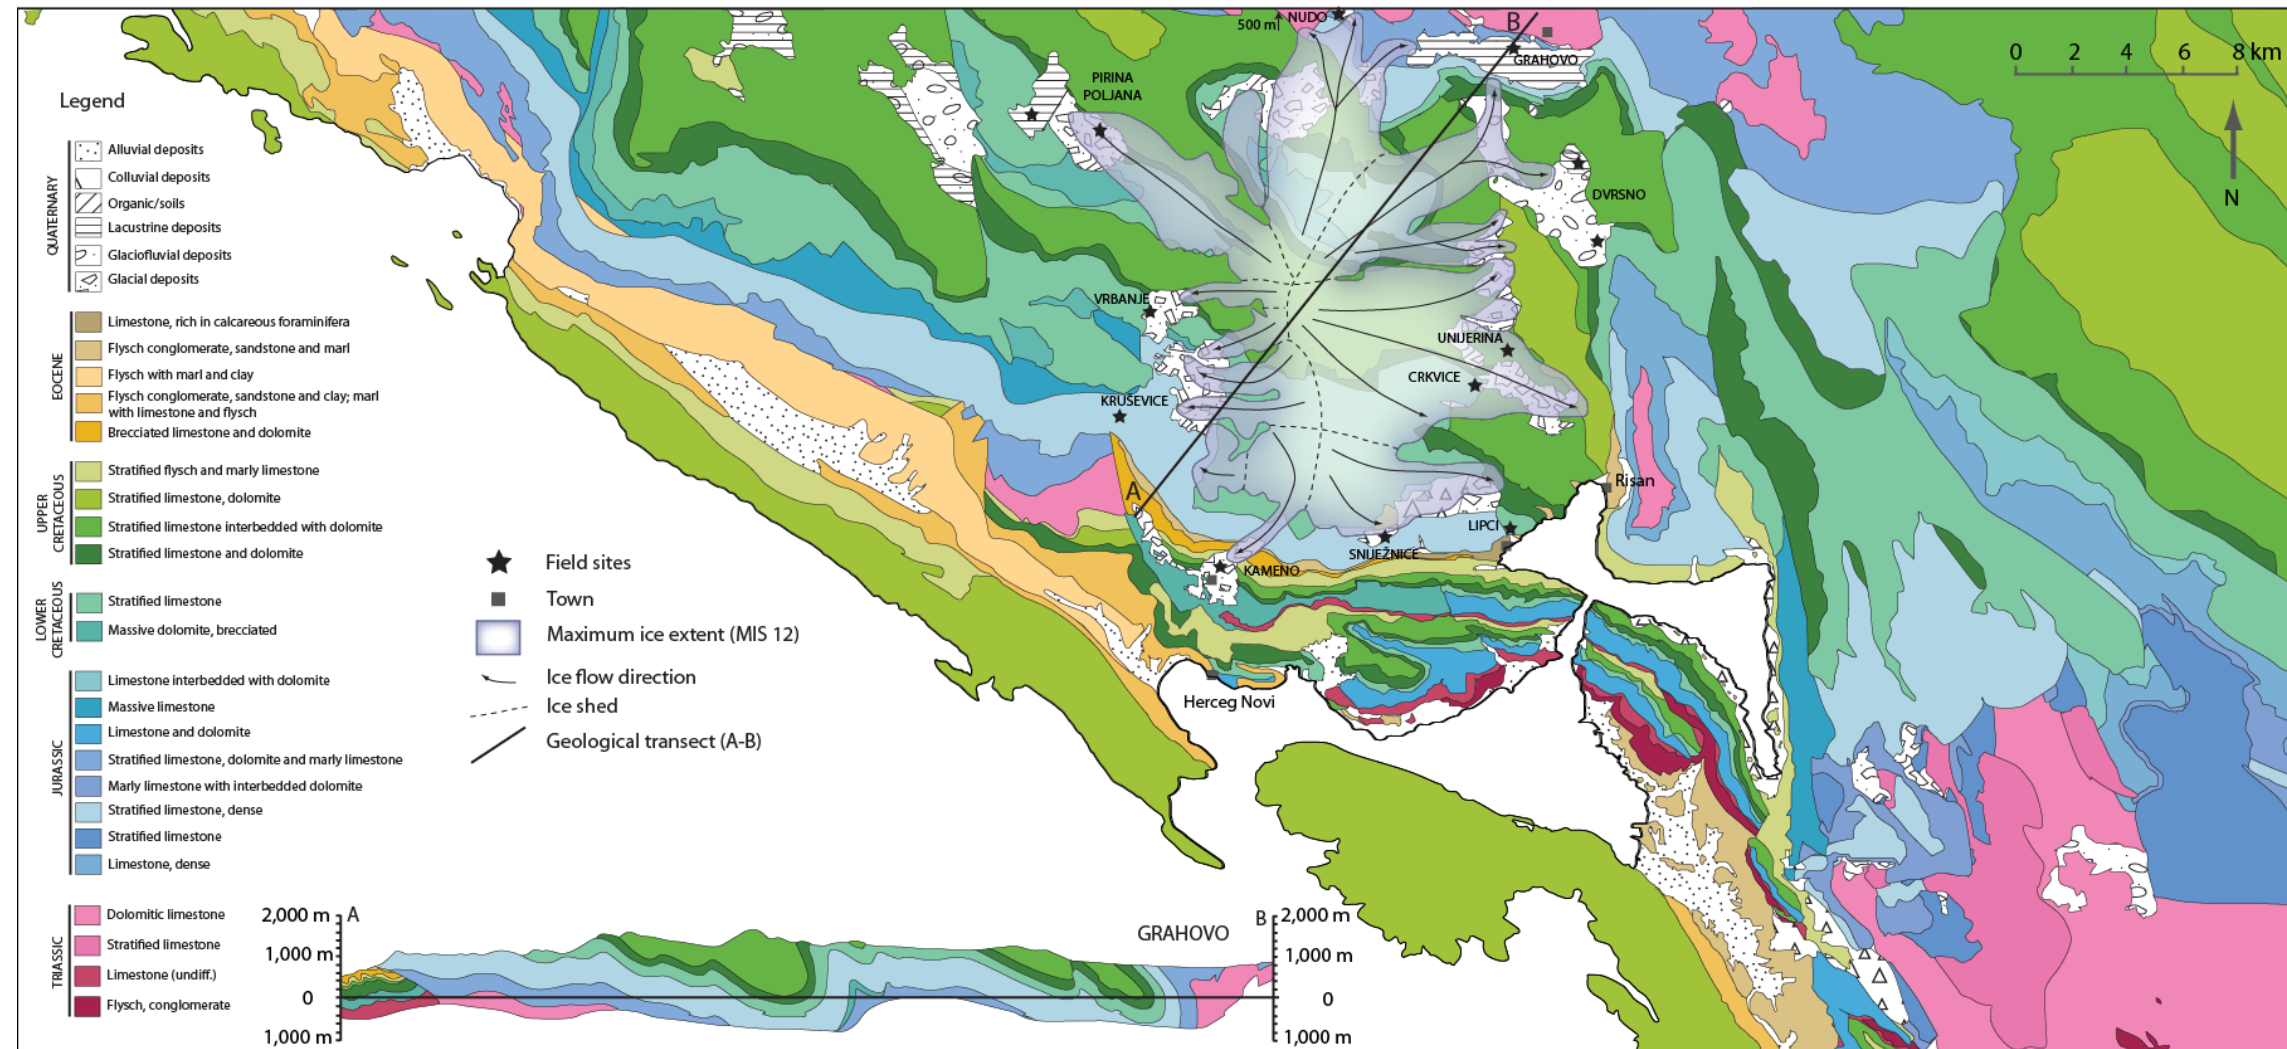 Legend
QUATERNARY
Alluvial deposits
Colluvial deposits
Organic/soils
Lacustrine deposits
Glaciofluvial deposits
Glacial deposits
EOCENE
Limestone, rich in calcareous foraminifera
Flysch conglomerate, sandstone and marl
Flysch with marl and clay
Flysch conglomerate, sandstone and clay; marl
with limestone and flysch
Brecciated limestone and dolomite
UPPER
CRETACEOUS
Stratified flysch and marly limestone
Stratified limestone, dolomite
Stratified limestone interbedded with dolomite
Stratified limestone and dolomite
LOWER
CRETACEOUS
Stratified limestone
Massive dolomite, brecciated
JURASSIC
Limestone interbedded with dolomite
Massive limestone
Limestone and dolomite
Stratified limestone, dolomite and marly limestone
Marly limestone with interbedded dolomite
Stratified limestone, dense
Stratified limestone
Limestone, dense
TRIASSIC
Dolomitic limestone
Stratified limestone
Limestone (undiff.)
Flysch, conglomerate
Field sites
Town
Maximum ice extent (MIS 12)
Ice flow direction
Ice shed
Geological transect (A-B)
500 m
NUDO
B
GRAHOVO
0 2 4 6 8 km
N
PIRINA
POLJANA
DVRSNO
VRBANJE
UNIJERINA
CRKVICE
KRUŠEVICE
A
Risan
LIPCI
SNIJEŽNICE
KAMENO
Herceg Novi
2,000 m
A
1,000 m
0
1,000 m
GRAHOVO
B
2,000 m
1,000 m
0
1,000 m